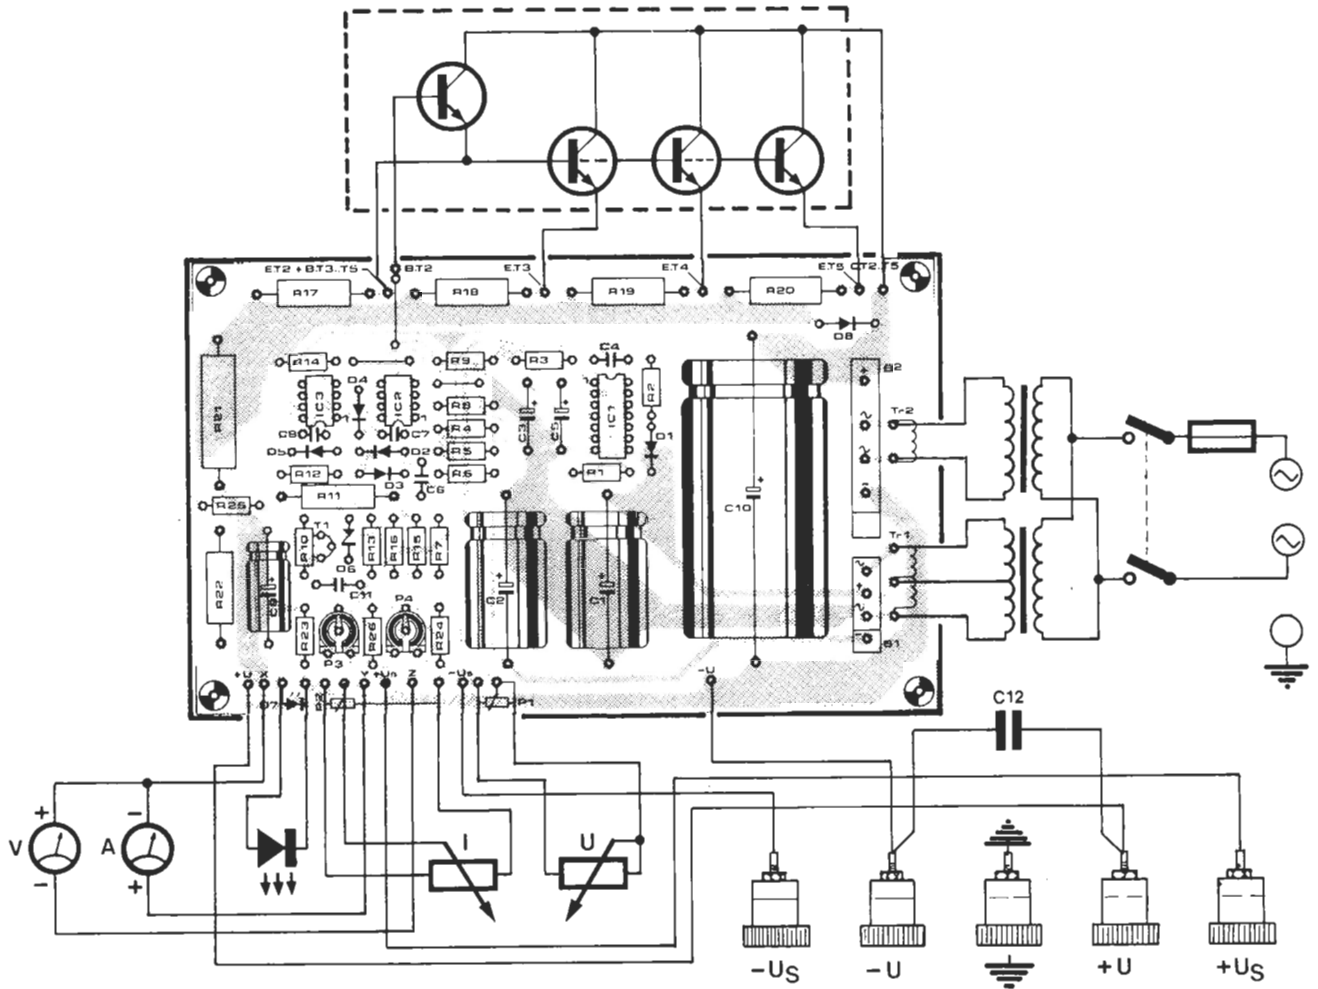 E.T2 + B.T3..T5 B.T2 E.T3 E.T4 E.T5 C.T2..T5
R17 R18 R19 R20
D8
R14 R9 R3 C4
B2
+
R21 IC3 D4 IC2 R8 C3 + C5 + IC1 R2
Tr2
R4
C9 C7 D1
D5 D2 R5
R12 D3 R6 R1
C6
R11
C10 +
R25
T1
R10 R13 R16 R15 R7
Tr1
D6
R22 C8 + C11 C2 + C1 +
+
P4
R23 R26 R24
P3
B1
+U X Y +Us Z -Us -U
D7 P2 P1
C12
+ -
V A I U
- +
-US -U +U +US